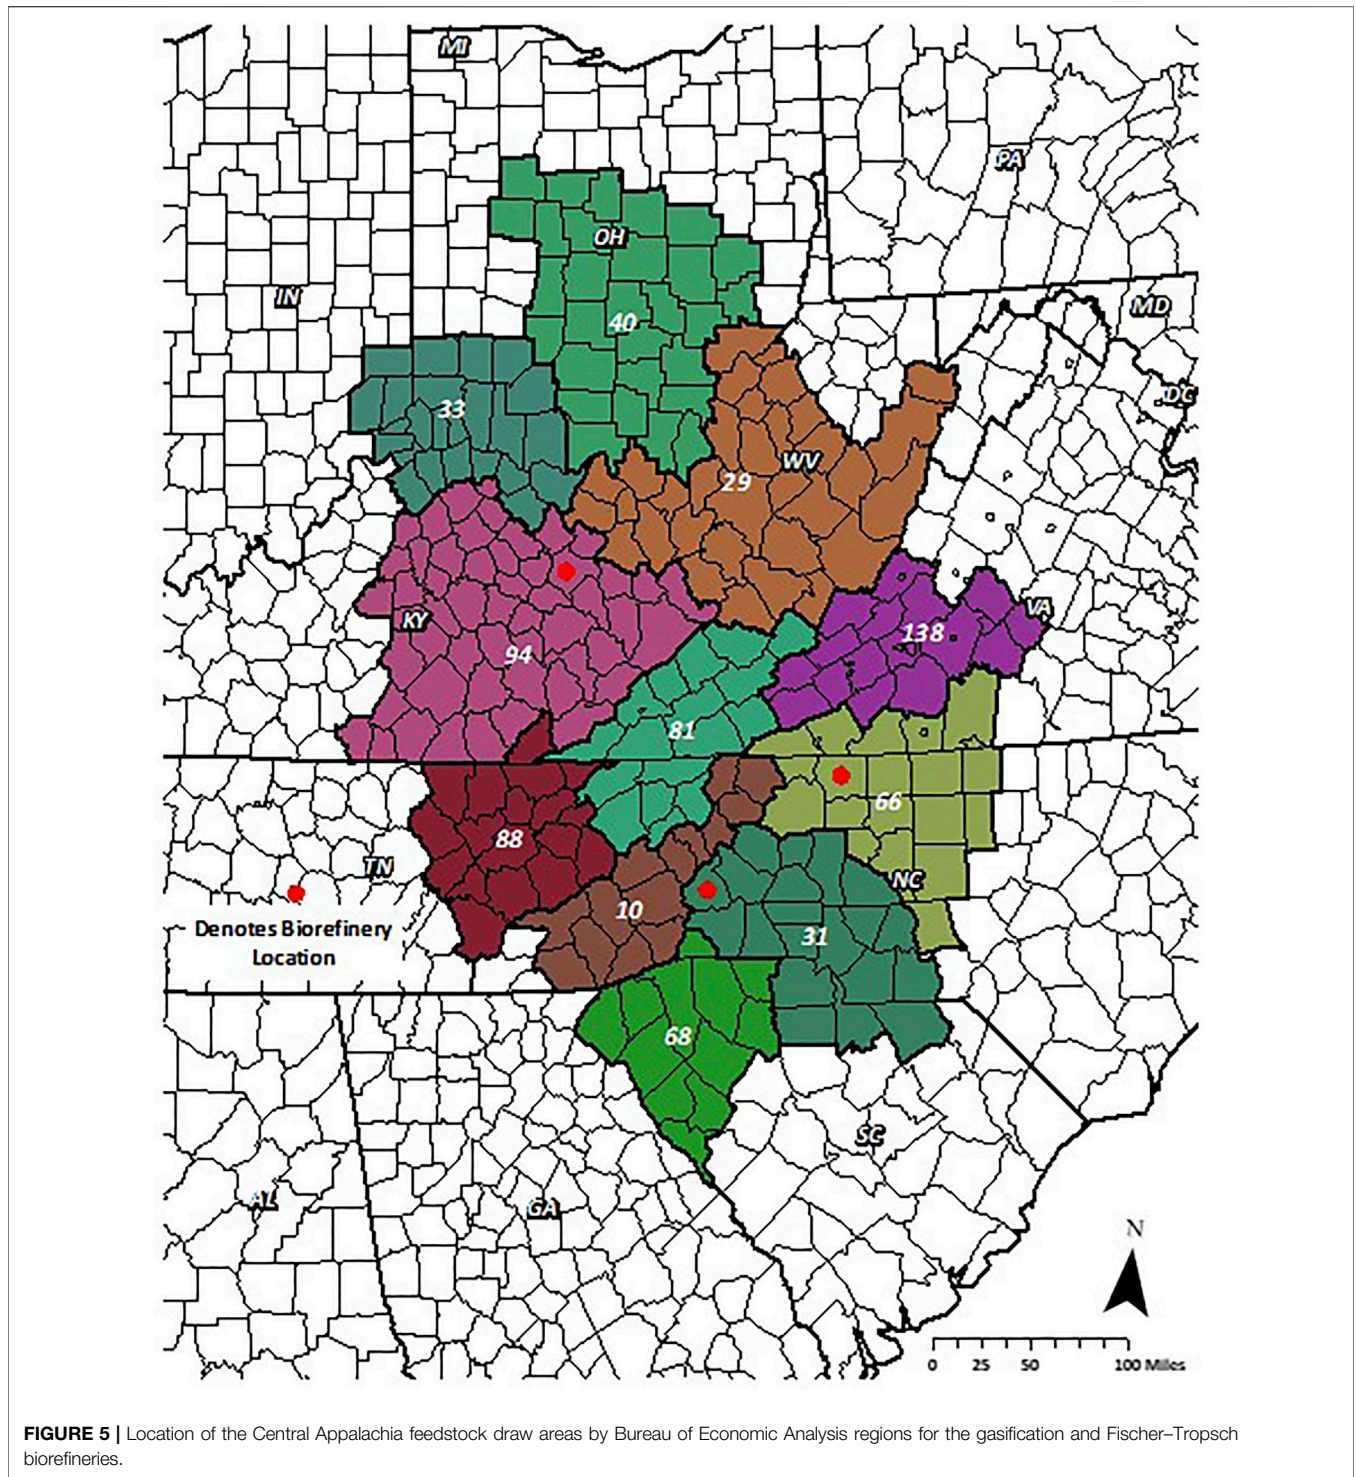 MI
PA
OH
IN
MD
40
DC
33
WV
29
VA
KY
138
94
81
66
88
TN
NC
10
Denotes Biorefinery
31
Location
68
SC
AL
GA
N
0 25 50 100 Miles
FIGURE 5 | Location of the Central Appalachia feedstock draw areas by Bureau of Economic Analysis regions for the gasification and Fischer–Tropsch
biorefineries.